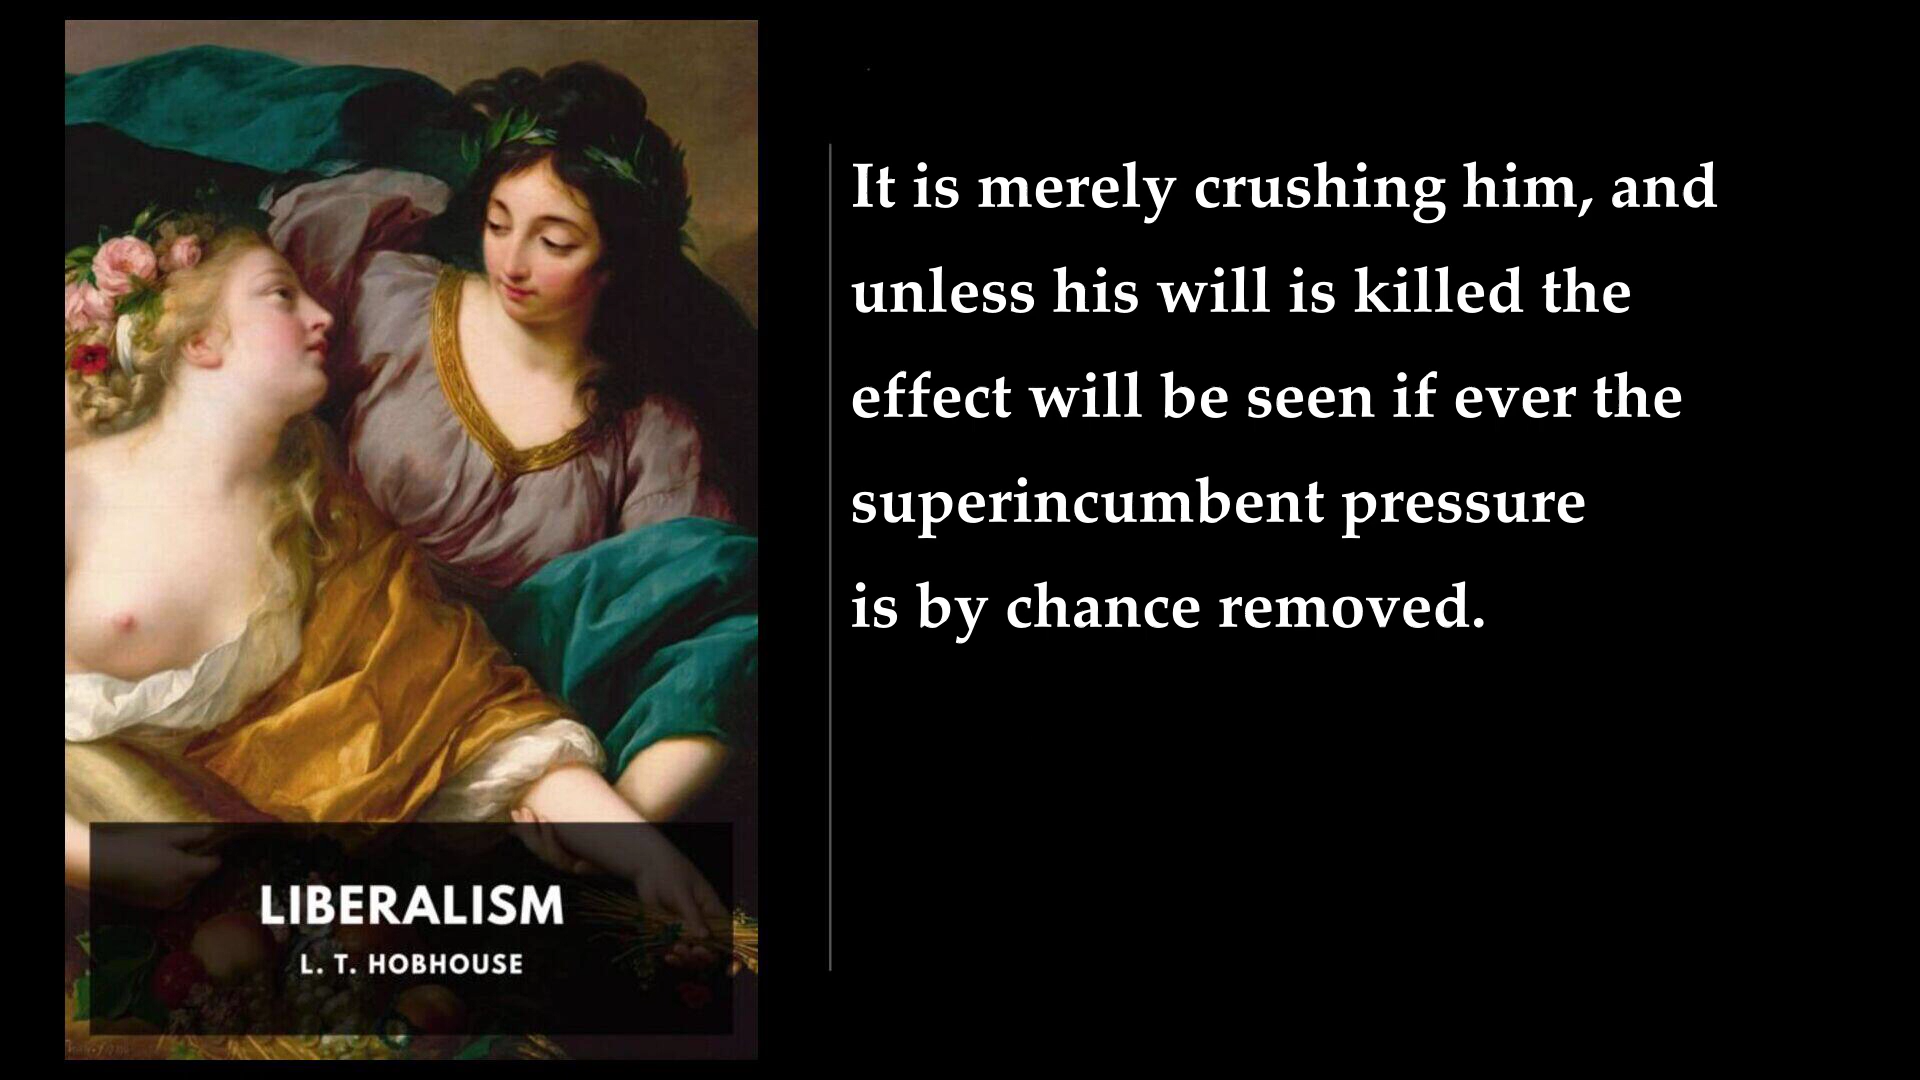 It is merely crushing him, and
unless his will is killed the
effect will be seen if ever the
superincumbent pressure
is by chance removed.
LIBERALISM
L. T. HOBHOUSE